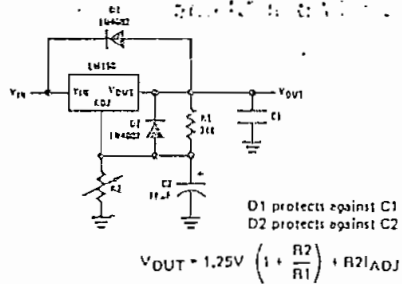 D1
1N4002
LM150
VIN
VIN
VOUT
VOUT
ADJ
D2
1N4002
R1
C1
R2
C2
+
D1 protects against C1
D2 protects against C2
VOUT = 1.25V (1 + R2/R1) + R2IADJ